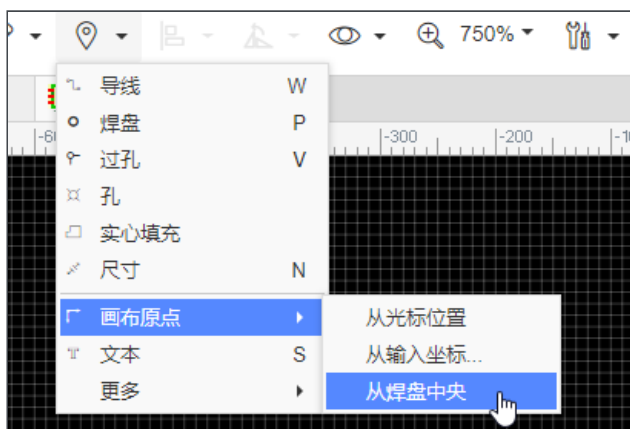 750%
导线 W
焊盘 P
过孔 V
孔
实心填充
尺寸 N
画布原点
文本 S
更多
-300 -200
从光标位置
从输入坐标...
从焊盘中央